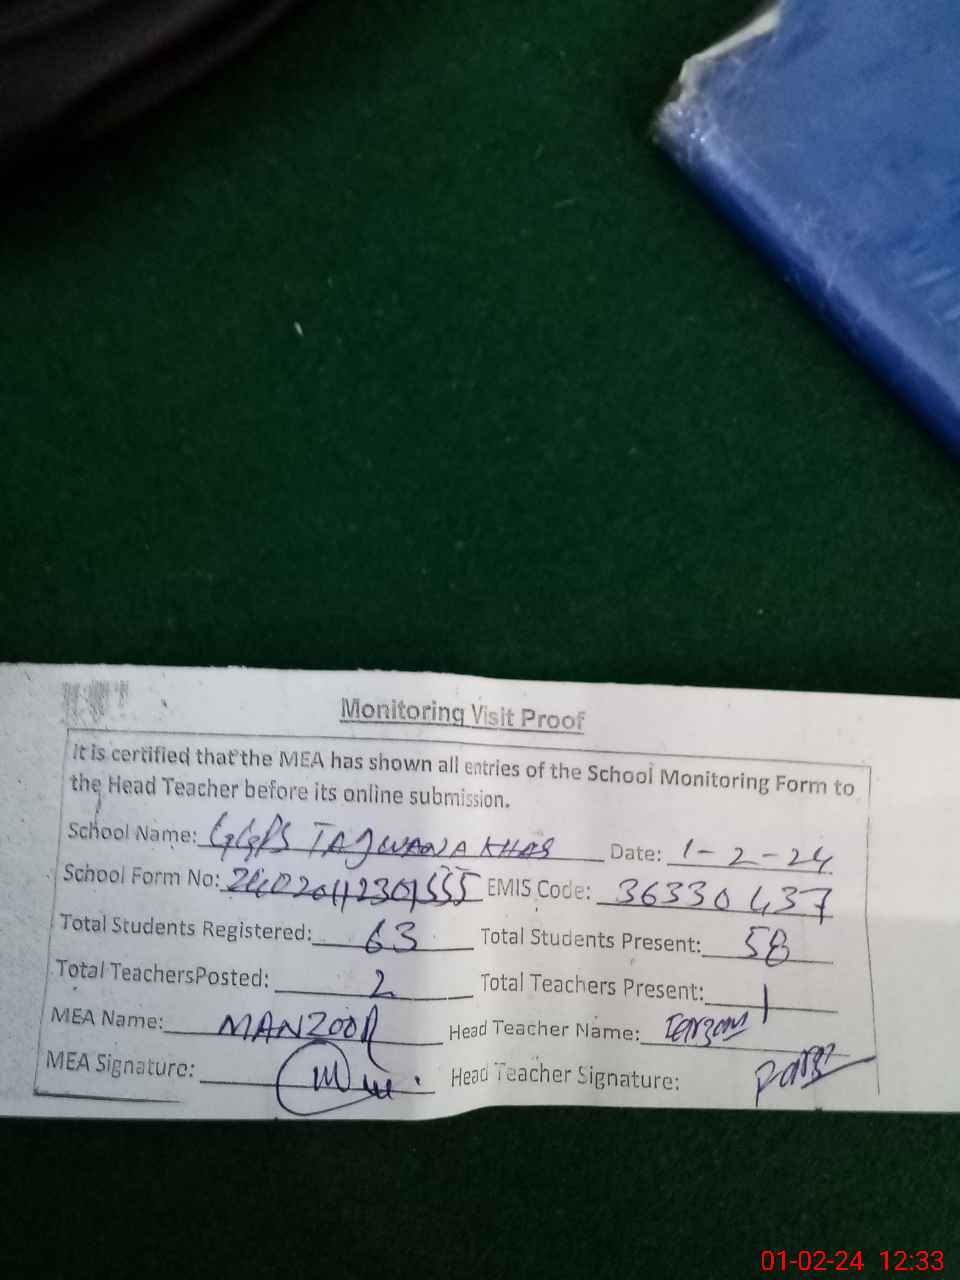 Monitoring Visit Proof
It is certified that the MEA has shown all entries of the School Monitoring Form to
the Head Teacher before its online submission.
School Name: GGPS TAJWANA KHAS Date: 1-2-24
School Form No: EMIS Code: 36330437
Total Students Registered: 63 Total Students Present: 58
Total TeachersPosted: 2 Total Teachers Present: 1
MEA Name: MANZOOR Head Teacher Name:
MEA Signature: Head Teacher Signature:
01-02-24 12:33